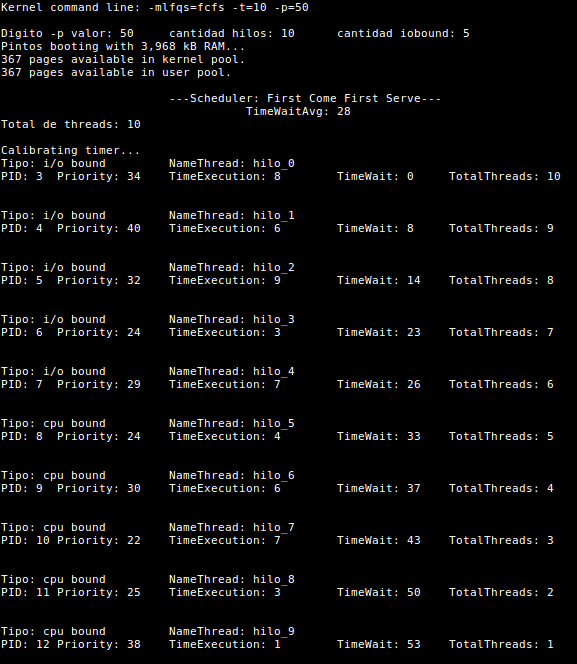 Kernel command line: -mlfqs=fcfs -t=10 -p=50
Digito -p valor: 50 cantidad hilos: 10 cantidad iobound: 5
Pintos booting with 3,968 kB RAM...
367 pages available in kernel pool.
367 pages available in user pool.
---Scheduler: First Come First Serve---
TimeWaitAvg: 28
Total de threads: 10
Calibrating timer...
Tipo: i/o bound NameThread: hilo_0
PID: 3 Priority: 34 TimeExecution: 8 TimeWait: 0 TotalThreads: 10
Tipo: i/o bound NameThread: hilo_1
PID: 4 Priority: 40 TimeExecution: 6 TimeWait: 8 TotalThreads: 9
Tipo: i/o bound NameThread: hilo_2
PID: 5 Priority: 32 TimeExecution: 9 TimeWait: 14 TotalThreads: 8
Tipo: i/o bound NameThread: hilo_3
PID: 6 Priority: 24 TimeExecution: 3 TimeWait: 23 TotalThreads: 7
Tipo: i/o bound NameThread: hilo_4
PID: 7 Priority: 29 TimeExecution: 7 TimeWait: 26 TotalThreads: 6
Tipo: cpu bound NameThread: hilo_5
PID: 8 Priority: 24 TimeExecution: 4 TimeWait: 33 TotalThreads: 5
Tipo: cpu bound NameThread: hilo_6
PID: 9 Priority: 30 TimeExecution: 6 TimeWait: 37 TotalThreads: 4
Tipo: cpu bound NameThread: hilo_7
PID: 10 Priority: 22 TimeExecution: 7 TimeWait: 43 TotalThreads: 3
Tipo: cpu bound NameThread: hilo_8
PID: 11 Priority: 25 TimeExecution: 3 TimeWait: 50 TotalThreads: 2
Tipo: cpu bound NameThread: hilo_9
PID: 12 Priority: 38 TimeExecution: 1 TimeWait: 53 TotalThreads: 1